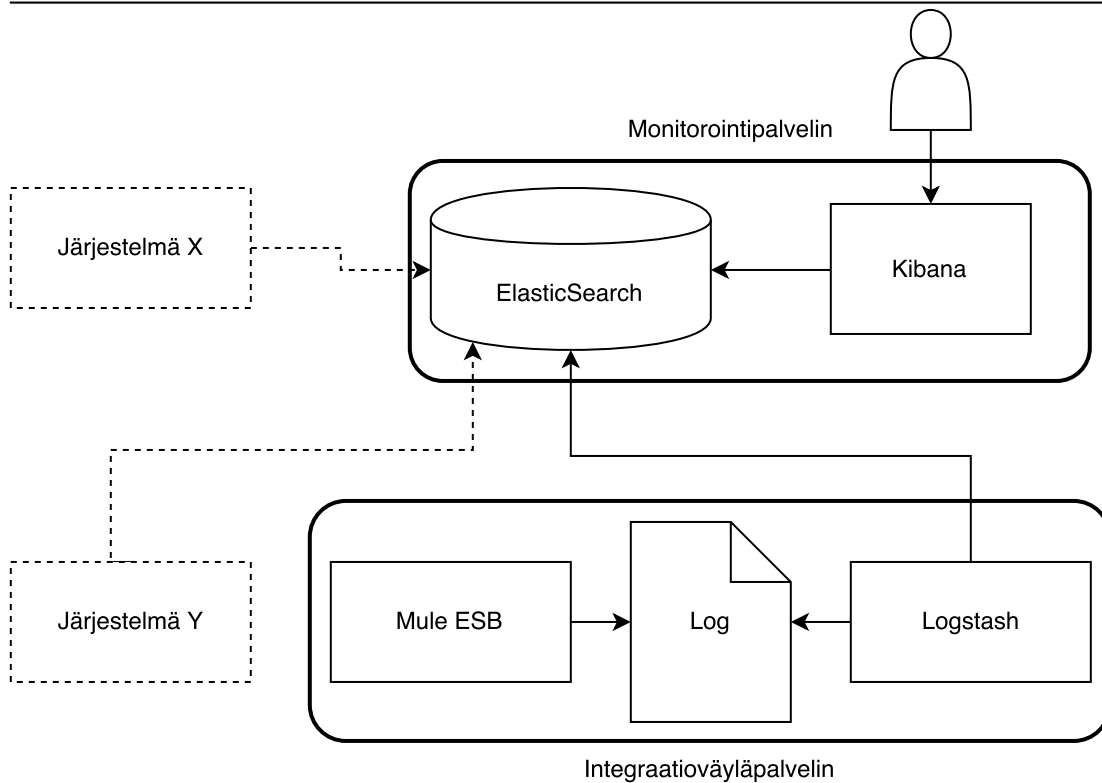 Monitorointipalvelin
Järjestelmä X
ElasticSearch
Kibana
Järjestelmä Y
Mule ESB
Log
Logstash
Integraatioväyläpalvelin